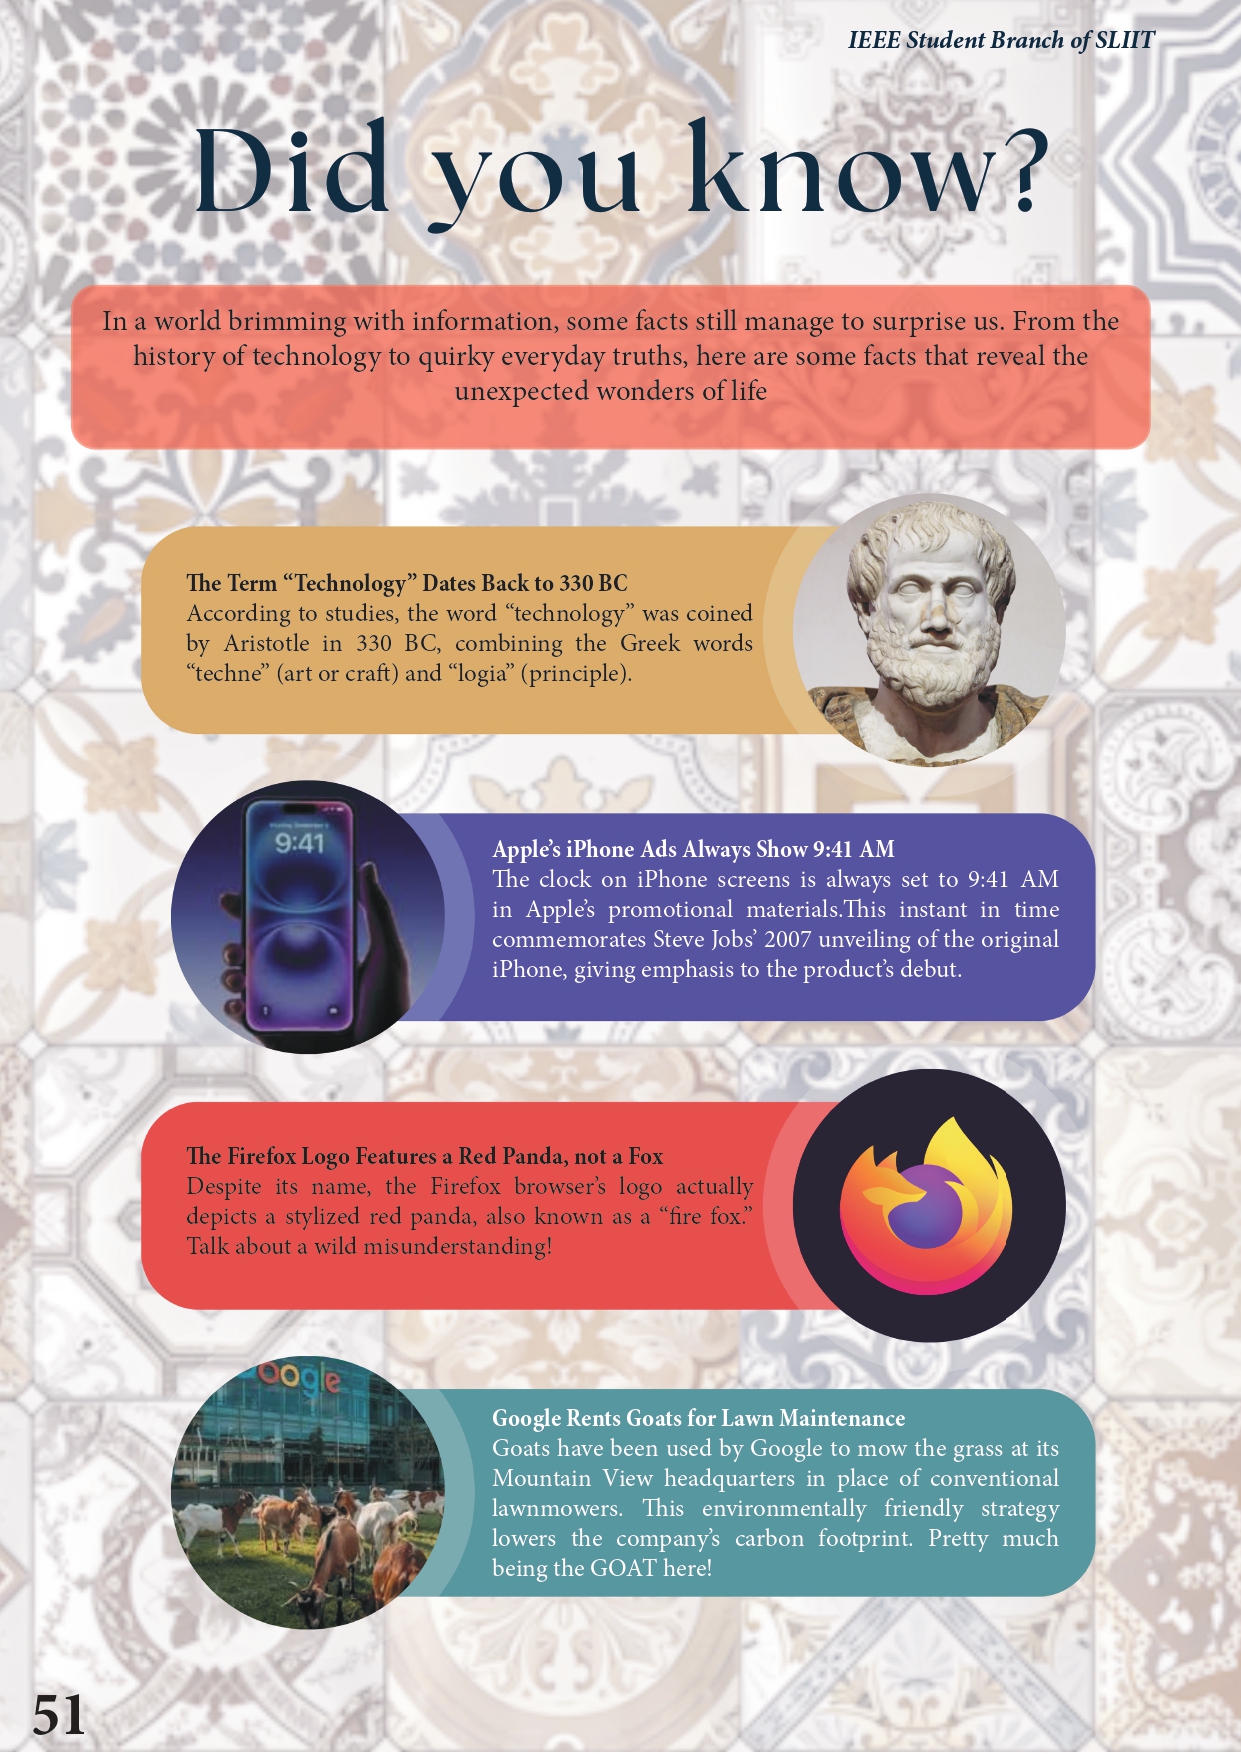 IEEE Student Branch of SLIIT
Did you know?
In a world brimming with information, some facts still manage to surprise us. From the
history of technology to quirky everyday truths, here are some facts that reveal the
unexpected wonders of life
The Term “Technology” Dates Back to 330 BC
According to studies, the word “technology” was coined
by Aristotle in 330 BC, combining the Greek words
“techne” (art or craft) and “logia” (principle).
9:41
Apple’s iPhone Ads Always Show 9:41 AM
The clock on iPhone screens is always set to 9:41 AM
in Apple’s promotional materials.This instant in time
commemorates Steve Jobs’ 2007 unveiling of the original
iPhone, giving emphasis to the product’s debut.
The Firefox Logo Features a Red Panda, not a Fox
Despite its name, the Firefox browser’s logo actually
depicts a stylized red panda, also known as a “fire fox.”
Talk about a wild misunderstanding!
oogle
Google Rents Goats for Lawn Maintenance
Goats have been used by Google to mow the grass at its
Mountain View headquarters in place of conventional
lawnmowers. This environmentally friendly strategy
lowers the company’s carbon footprint. Pretty much
being the GOAT here!
51